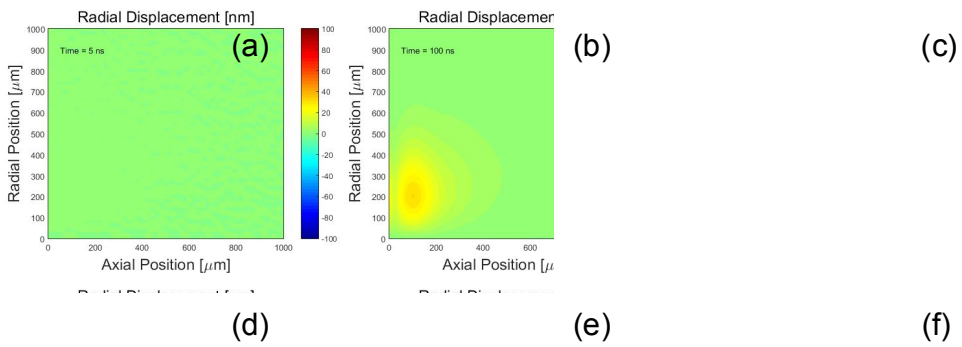 Radial Displacement [nm]
(a)
Time = 5 ns
1000
900
800
700
600
500
400
300
200
100
0
Radial Position [μm]
0 200 400 600 800 1000
Axial Position [μm]
100
80
60
40
20
0
-20
-40
-60
-80
-100
Radial Displacemen
(b)
Time = 100 ns
1000
900
800
700
600
500
400
300
200
100
0
Radial Position [μm]
0 200 400 600
Axial Position [μ
(c)
(d)
(e)
(f)